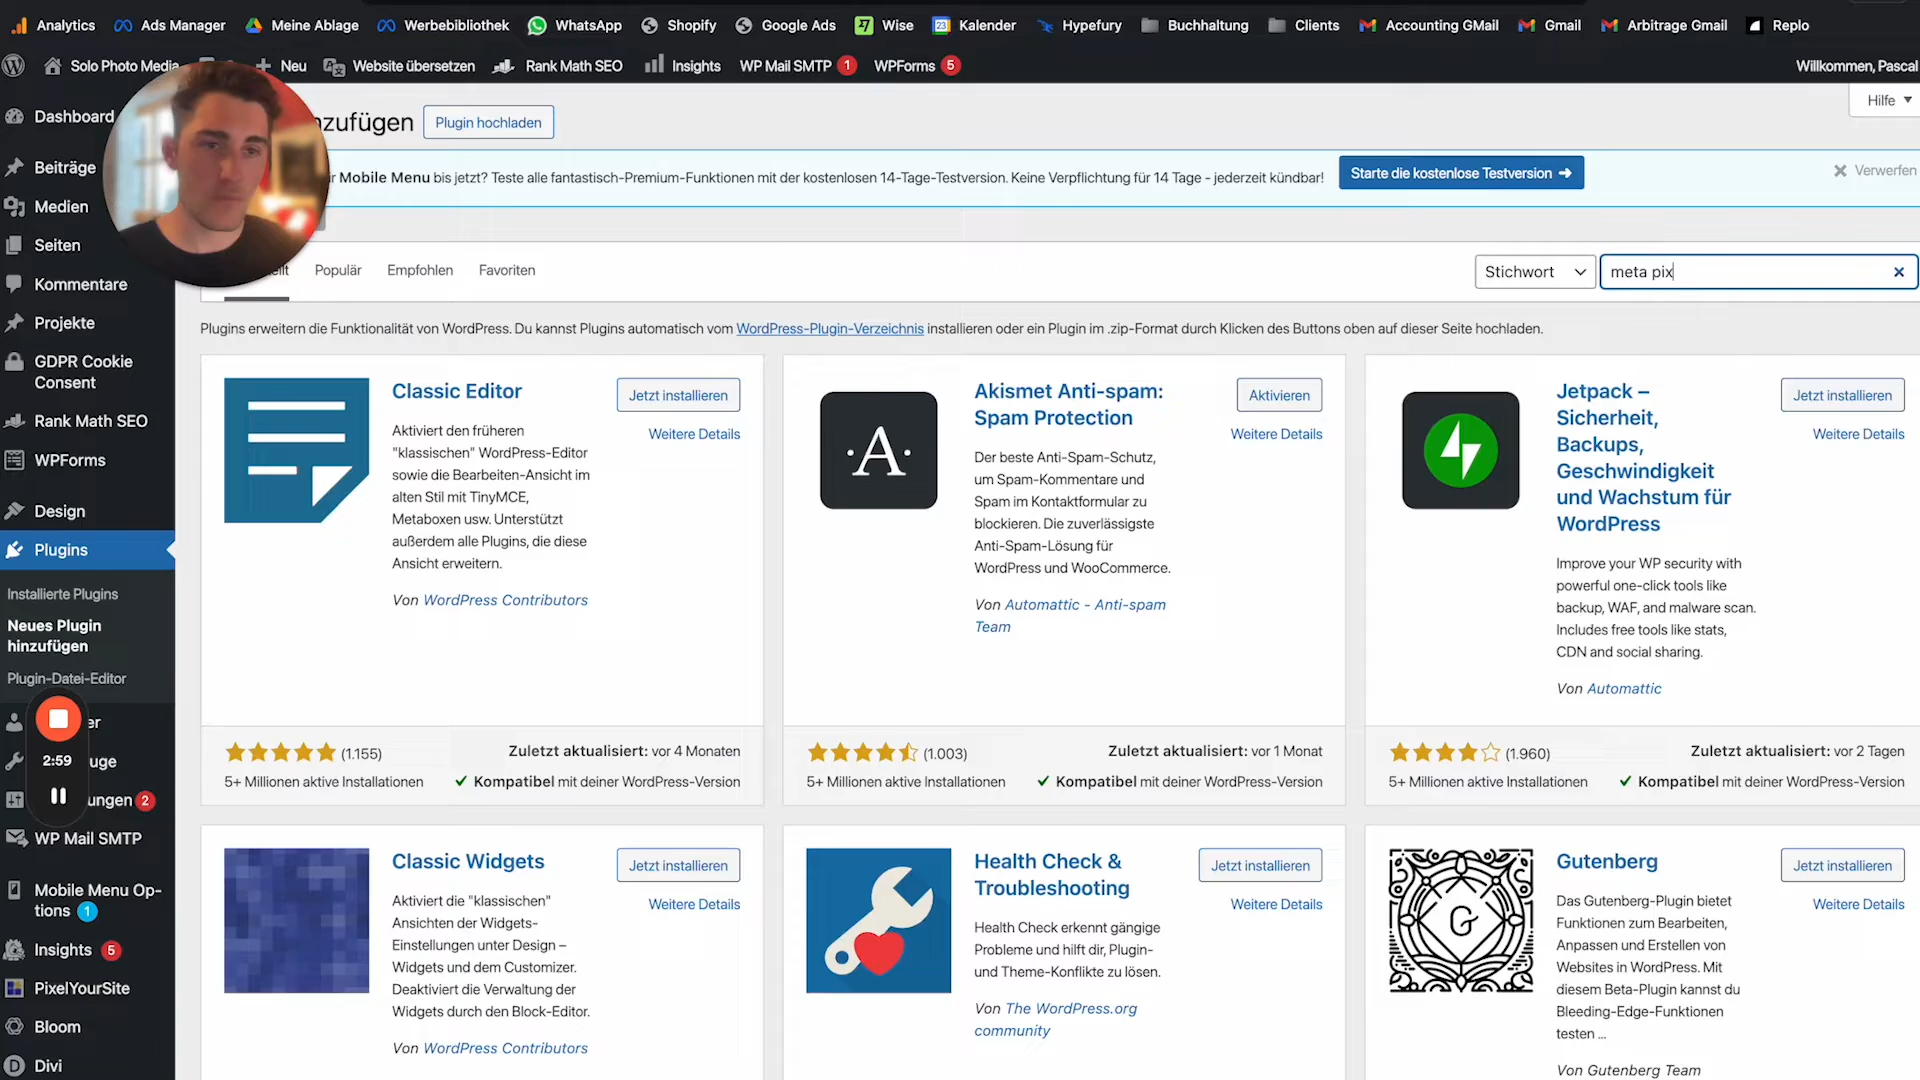 Analytics
Ads Manager
Meine Ablage
Werbebibliothek
WhatsApp
Shopify
Google Ads
Wise
23
Kalender
Hypefury
Buchhaltung
Clients
Accounting GMail
Gmail
Arbitrage Gmail
Replo
Solo Photo Media
Neu
Website übersetzen
Rank Math SEO
Insights
WP Mail SMTP 1
WPForms 5
Willkommen, Pascal
Hilfe
nzufügen
Plugin hochladen
Mobile Menu bis jetzt? Teste alle fantastisch-Premium-Funktionen mit der kostenlosen 14-Tage-Testversion. Keine Verpflichtung für 14 Tage - jederzeit kündbar!
Starte die kostenlose Testversion ➜
Verwerfen
Populär
Empfohlen
Favoriten
Stichwort
meta pix
Plugins erweitern die Funktionalität von WordPress. Du kannst Plugins automatisch vom WordPress-Plugin-Verzeichnis installieren oder ein Plugin im .zip-Format durch Klicken des Buttons oben auf dieser Seite hochladen.
Dashboard
Beiträge
Medien
Seiten
Kommentare
Projekte
GDPR Cookie
Consent
Rank Math SEO
WPForms
Design
Plugins
Installierte Plugins
Neues Plugin
hinzufügen
Plugin-Datei-Editor
er
2:59
uge
ungen 2
WP Mail SMTP
Mobile Menu Op-
tions 1
Insights 5
PixelYourSite
Bloom
Divi
Classic Editor
Jetzt installieren
Weitere Details
Aktiviert den früheren
"klassischen" WordPress-Editor
sowie die Bearbeiten-Ansicht im
alten Stil mit TinyMCE,
Metaboxen usw. Unterstützt
außerdem alle Plugins, die diese
Ansicht erweitern.
Von WordPress Contributors
(1.155)
Zuletzt aktualisiert: vor 4 Monaten
5+ Millionen aktive Installationen
Kompatibel mit deiner WordPress-Version
·A·
Akismet Anti-spam:
Spam Protection
Aktivieren
Weitere Details
Der beste Anti-Spam-Schutz,
um Spam-Kommentare und
Spam im Kontaktformular zu
blockieren. Die zuverlässigste
Anti-Spam-Lösung für
WordPress und WooCommerce.
Von Automattic - Anti-spam
Team
(1.003)
Zuletzt aktualisiert: vor 1 Monat
5+ Millionen aktive Installationen
Kompatibel mit deiner WordPress-Version
Jetpack –
Sicherheit,
Backups,
Geschwindigkeit
und Wachstum für
WordPress
Jetzt installieren
Weitere Details
Improve your WP security with
powerful one-click tools like
backup, WAF, and malware scan.
Includes free tools like stats,
CDN and social sharing.
Von Automattic
(1.960)
Zuletzt aktualisiert: vor 2 Tagen
5+ Millionen aktive Installationen
Kompatibel mit deiner WordPress-Version
Classic Widgets
Jetzt installieren
Weitere Details
Aktiviert die "klassischen"
Ansichten der Widgets-
Einstellungen unter Design –
Widgets und dem Customizer.
Deaktiviert die Verwaltung der
Widgets durch den Block-Editor.
Von WordPress Contributors
Health Check &
Troubleshooting
Jetzt installieren
Weitere Details
Health Check erkennt gängige
Probleme und hilft dir, Plugin-
und Theme-Konflikte zu lösen.
Von The WordPress.org
community
G
Gutenberg
Jetzt installieren
Weitere Details
Das Gutenberg-Plugin bietet
Funktionen zum Bearbeiten,
Anpassen und Erstellen von
Websites in WordPress. Mit
diesem Beta-Plugin kannst du
Bleeding-Edge-Funktionen
testen ...
Von Gutenberg Team